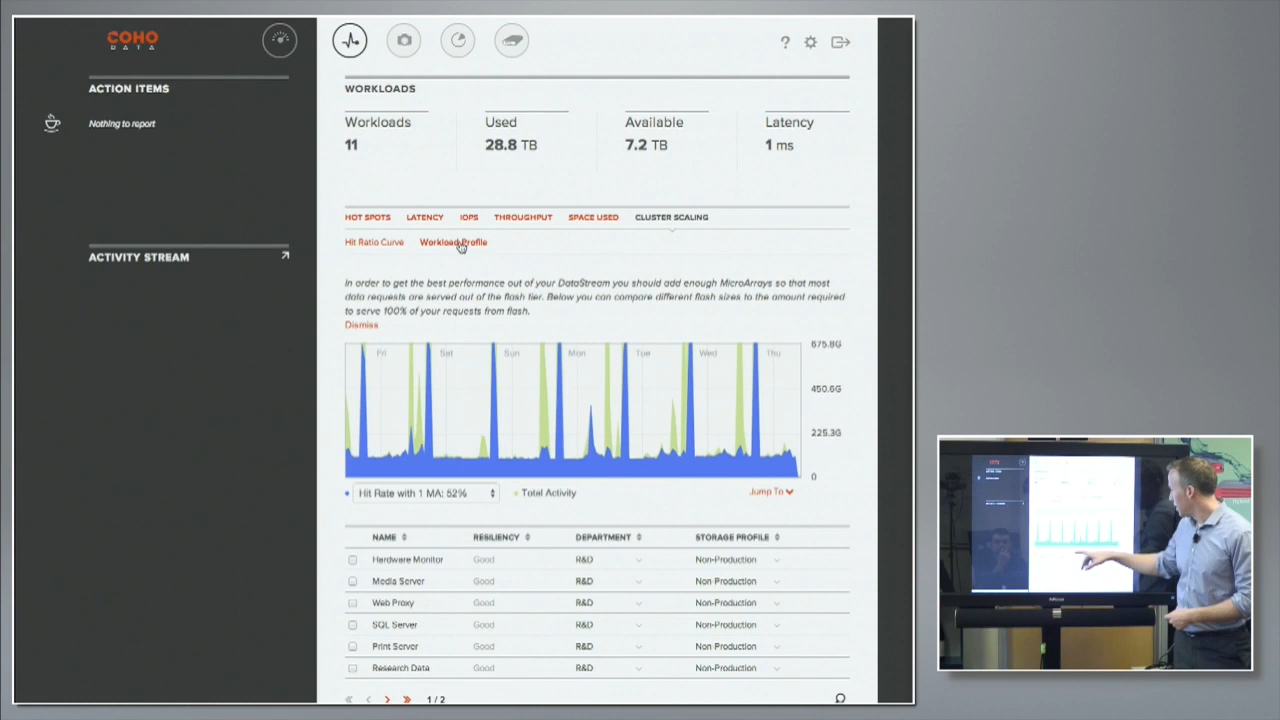 COHO
DATA
ACTION ITEMS
Nothing to report
ACTIVITY STREAM
?
WORKLOADS
Workloads Used Available Latency
11 28.8 TB 7.2 TB 1 ms
HOT SPOTS LATENCY IOPS THROUGHPUT SPACE USED CLUSTER SCALING
Hit Ratio Curve Workload Profile
In order to get the best performance out of your DataStream you should add enough MicroArrays so that most
data requests are served out of the flash tier. Below you can compare different flash sizes to the amount required
to serve 100% of your requests from flash.
Dismiss
Fri Sat Sun Mon Tue Wed Thu 675.8G
450.6G
225.3G
0
Hit Rate with 1 MA: 52% Total Activity Jump To
NAME RESILIENCY DEPARTMENT STORAGE PROFILE
Hardware Monitor Good R&D Non-Production
Media Server Good R&D Non-Production
Web Proxy Good R&D Non-Production
SQL Server Good R&D Non-Production
Print Server Good R&D Non-Production
Research Data Good R&D Non-Production
1 / 2